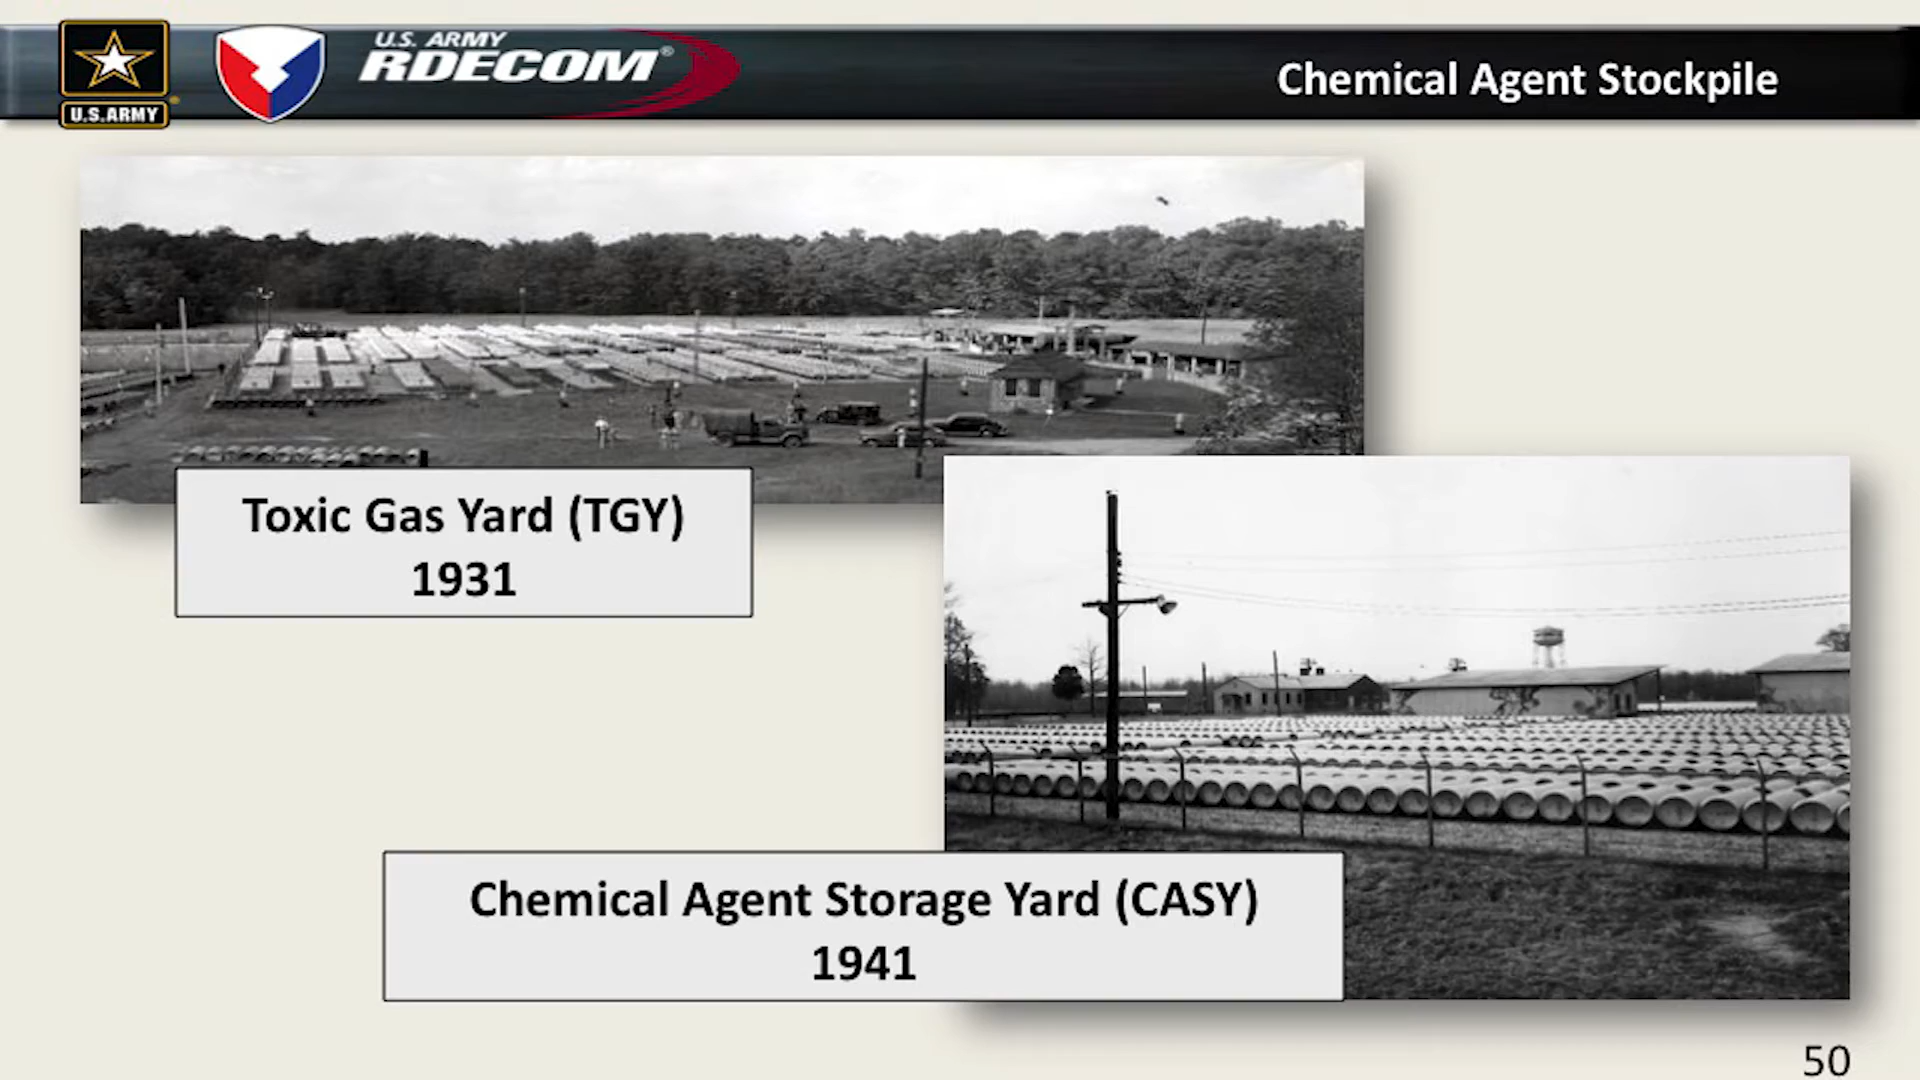 U.S. ARMY
U.S. ARMY
RDECOM®
Chemical Agent Stockpile
Toxic Gas Yard (TGY)
1931
Chemical Agent Storage Yard (CASY)
1941
50